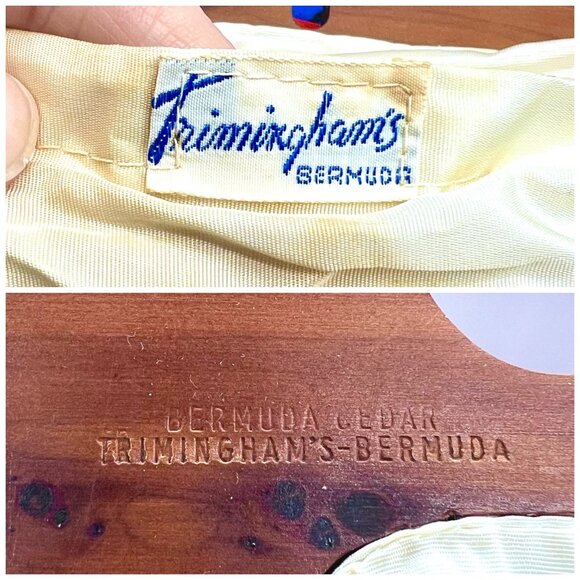 Trimingham's
BERMUDA
BERMUDA CEDAR
TRIMINGHAM'S-BERMUDA